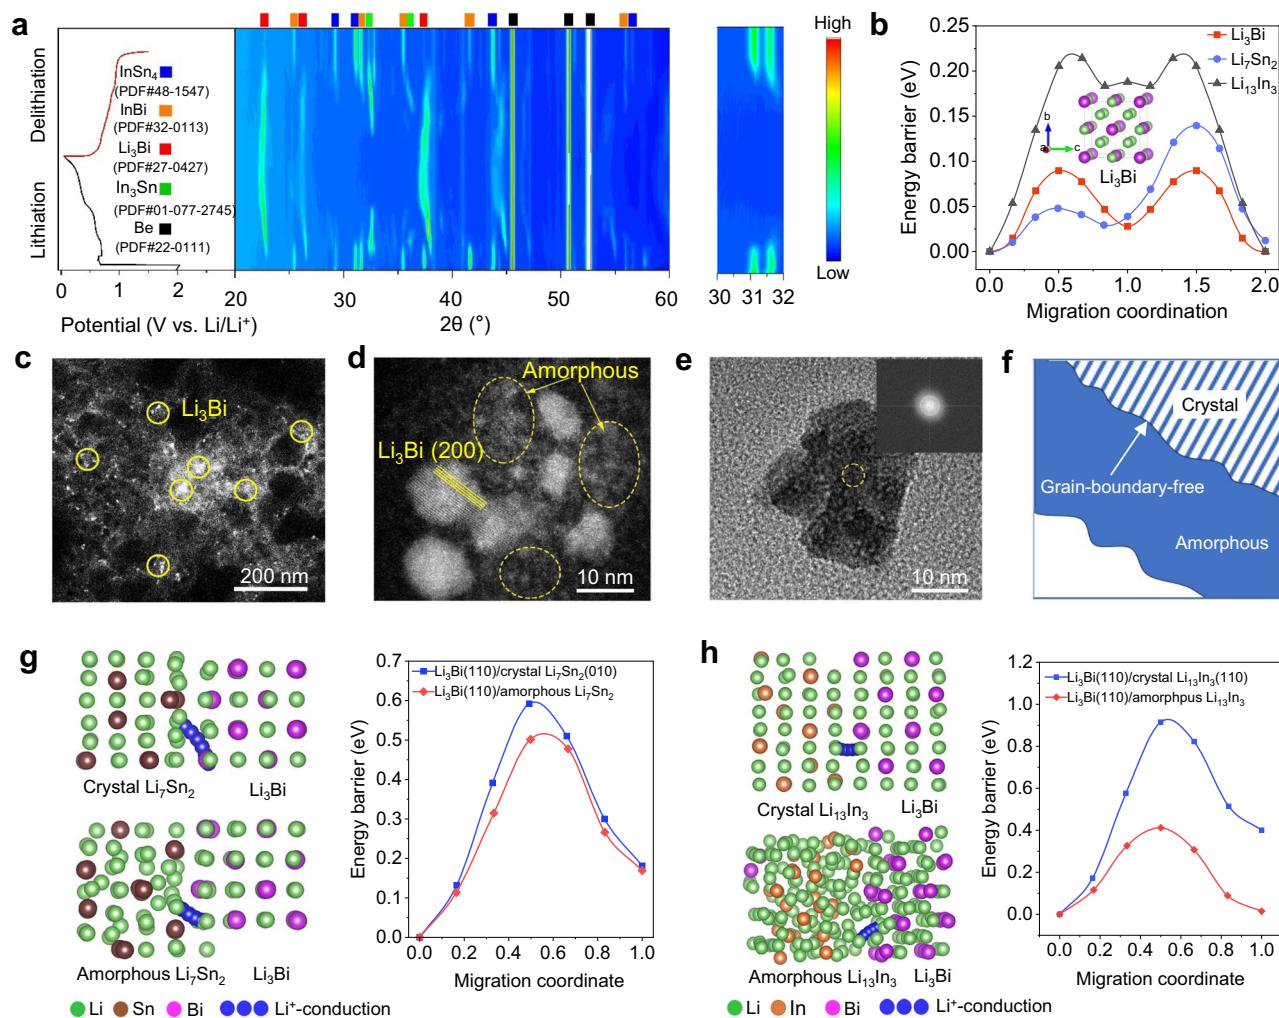 a
Delithiation
Lithiation
InSn₄
(PDF#48-1547)
InBi
(PDF#32-0113)
Li₃Bi
(PDF#27-0427)
In₃Sn
(PDF#01-077-2745)
Be
(PDF#22-0111)
0 1 2
Potential (V vs. Li/Li⁺)
20 30 40 50 60
2θ (°)
30 31 32
High
Low
b
Energy barrier (eV)
0.20
0.15
0.10
0.05
0.00
Li₃Bi
Li₇Sn₂
Li₁₃In₃
b
a
c
Li₃Bi
0.0 0.5 1.0 1.5 2.0
Migration coordination
c
Li₃Bi
200 nm
d
Amorphous
Li₃Bi (200)
10 nm
e
10 nm
f
Crystal
Grain-boundary-free
Amorphous
g
Crystal Li₇Sn₂ Li₃Bi
Amorphous Li₇Sn₂ Li₃Bi
Li Sn Bi Li⁺-conduction
Energy barrier (eV)
0.7
0.6
0.5
0.4
0.3
0.2
0.1
0.0
Li₃Bi(110)/crystal Li₇Sn₂(010)
Li₃Bi(110)/amorphous Li₇Sn₂
0.0 0.2 0.4 0.6 0.8 1.0
Migration coordinate
h
Crystal Li₁₃In₃ Li₃Bi
Amorphous Li₁₃In₃ Li₃Bi
Li In Bi Li⁺-conduction
Energy barrier (eV)
1.2
0.8
0.4
0.0
Li₃Bi(110)/crystal Li₁₃In₃(110)
Li₃Bi(110)/amorphpus Li₁₃In₃
0.0 0.2 0.4 0.6 0.8 1.0
Migration coordinate